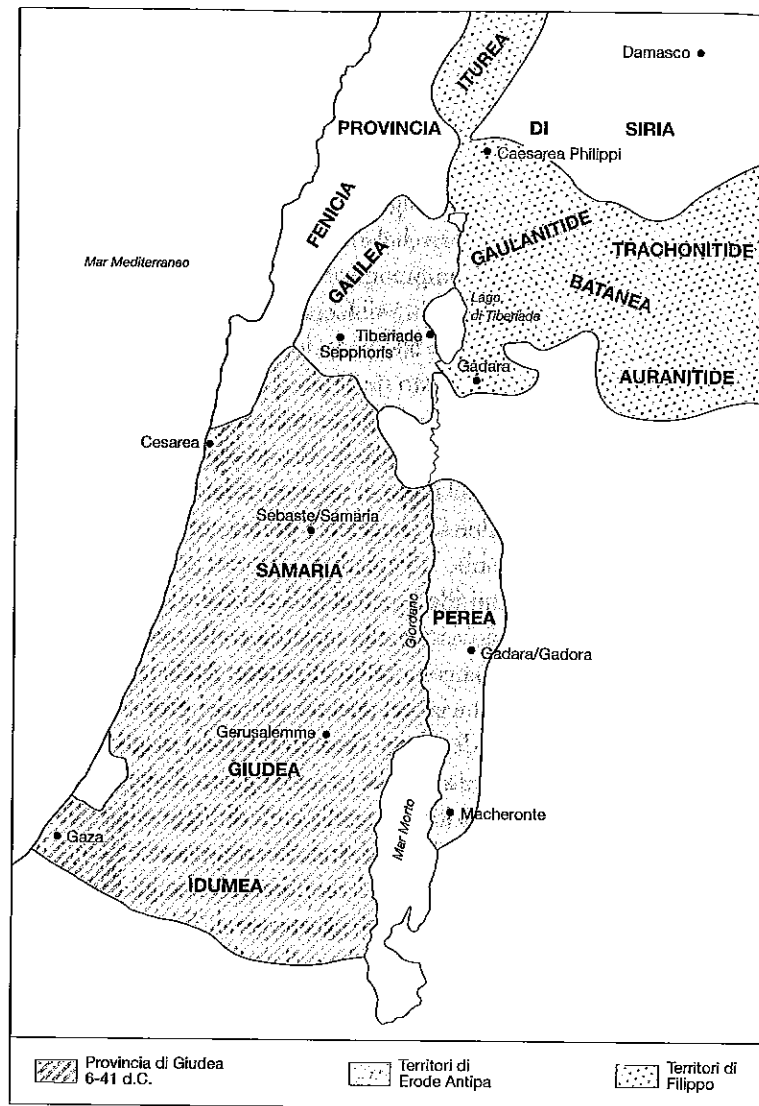 Damasco
ITUREA
PROVINCIA DI SIRIA
Caesarea Philippi
FENICIA
GAULANITIDE
TRACHONITIDE
Mar Mediterraneo
GALILEA
BATANEA
Lago
di Tiberiade
Tiberiade
Sepphoris
Gadara
AURANITIDE
Cesarea
Sebaste/Samaria
SAMARIA
Giordano
PEREA
Gadara/Gadora
Gerusalemme
GIUDEA
Mar Morto
Macheronte
Gaza
IDUMEA
Provincia di Giudea
6-41 d.C.
Territori di
Erode Antipa
Territori di
Filippo